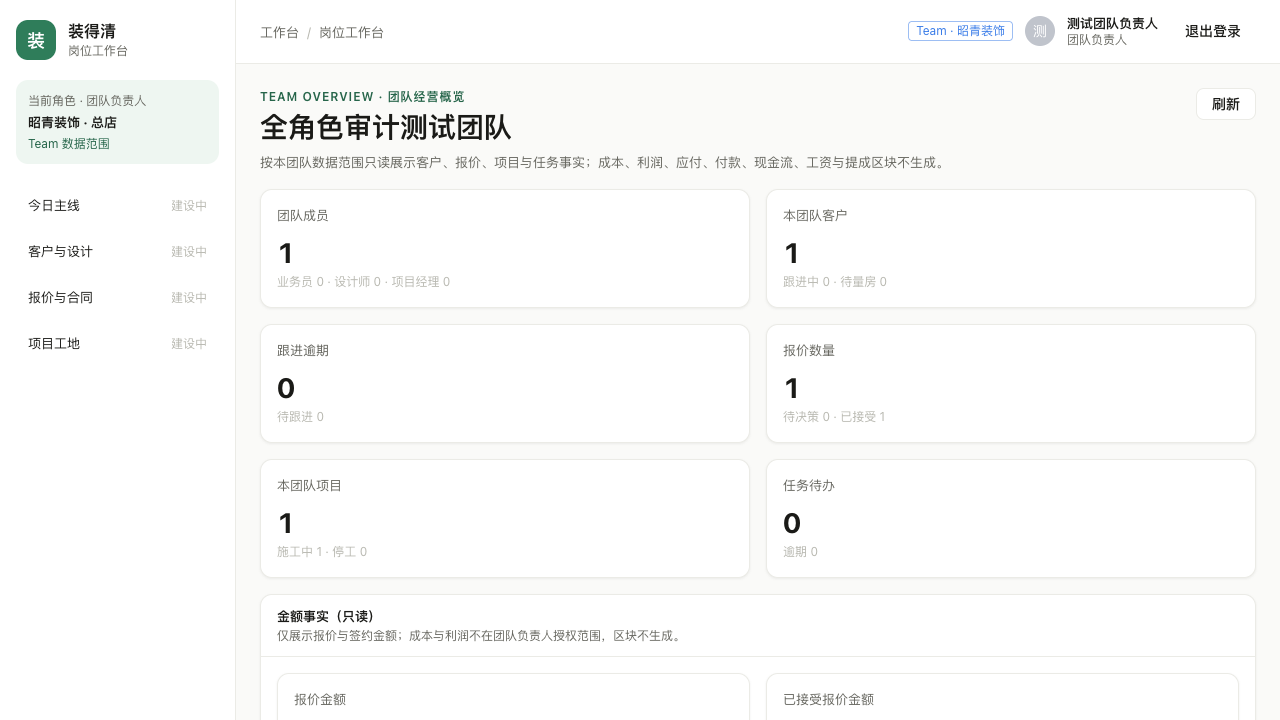 装
装得清
岗位工作台
当前角色 · 团队负责人
昭青装饰 · 总店
Team 数据范围
今日主线 建设中
客户与设计 建设中
报价与合同 建设中
项目工地 建设中
工作台 / 岗位工作台
Team · 昭青装饰
测
测试团队负责人
团队负责人
退出登录
TEAM OVERVIEW · 团队经营概览
全角色审计测试团队
按本团队数据范围只读展示客户、报价、项目与任务事实；成本、利润、应付、付款、现金流、工资与提成区块不生成。
刷新
团队成员
1
业务员 0 · 设计师 0 · 项目经理 0
本团队客户
1
跟进中 0 · 待量房 0
跟进逾期
0
待跟进 0
报价数量
1
待决策 0 · 已接受 1
本团队项目
1
施工中 1 · 停工 0
任务待办
0
逾期 0
金额事实（只读）
仅展示报价与签约金额；成本与利润不在团队负责人授权范围，区块不生成。
报价金额
已接受报价金额